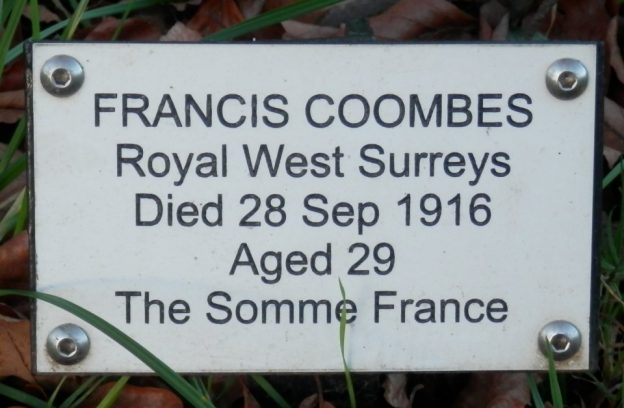 FRANCIS COOMBES
Royal West Surreys
Died 28 Sep 1916
Aged 29
The Somme France